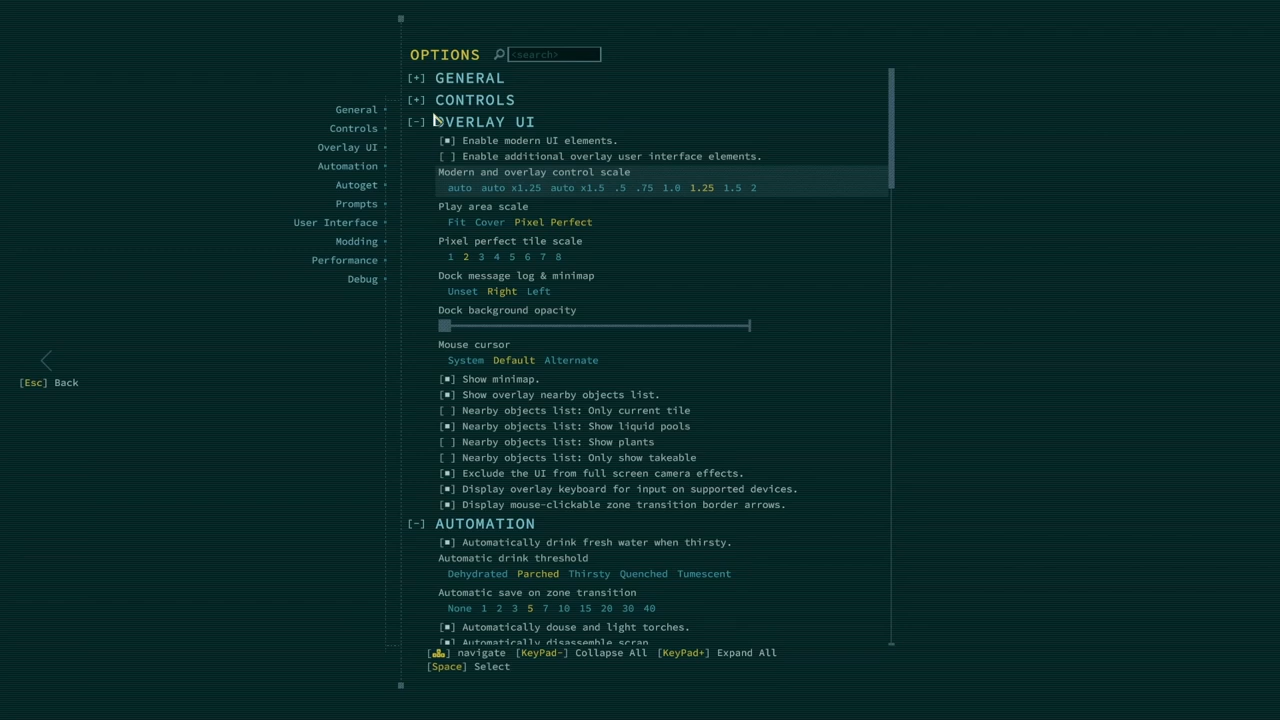 OPTIONS <search>
[+] GENERAL
[+] CONTROLS
[-] OVERLAY UI
[■] Enable modern UI elements.
[ ] Enable additional overlay user interface elements.
Modern and overlay control scale
auto auto x1.25 auto x1.5 .5 .75 1.0 1.25 1.5 2
Play area scale
Fit Cover Pixel Perfect
Pixel perfect tile scale
1 2 3 4 5 6 7 8
Dock message log & minimap
Unset Right Left
Dock background opacity
Mouse cursor
System Default Alternate
[■] Show minimap.
[■] Show overlay nearby objects list.
[ ] Nearby objects list: Only current tile
[■] Nearby objects list: Show liquid pools
[ ] Nearby objects list: Show plants
[ ] Nearby objects list: Only show takeable
[■] Exclude the UI from full screen camera effects.
[■] Display overlay keyboard for input on supported devices.
[■] Display mouse-clickable zone transition border arrows.
[-] AUTOMATION
[■] Automatically drink fresh water when thirsty.
Automatic drink threshold
Dehydrated Parched Thirsty Quenched Tumescent
Automatic save on zone transition
None 1 2 3 5 7 10 15 20 30 40
[■] Automatically douse and light torches.
[■] Automatically disassemble scrap
General
Controls
Overlay UI
Automation
Autoget
Prompts
User Interface
Modding
Performance
Debug
[Esc] Back
navigate [KeyPad-] Collapse All [KeyPad+] Expand All
[Space] Select